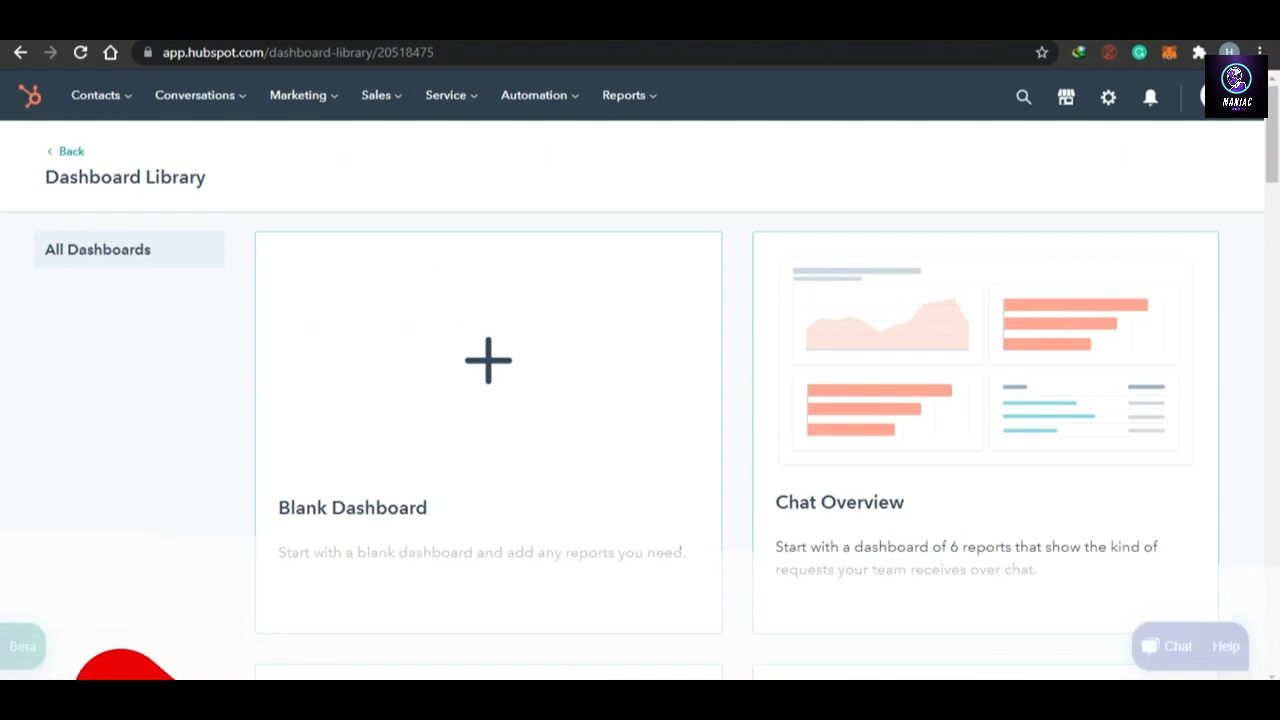 app.hubspot.com/dashboard-library/20518475
H
Contacts Conversations Marketing Sales Service Automation Reports
MANIAC
Back
Dashboard Library
All Dashboards
Blank Dashboard
Start with a blank dashboard and add any reports you need.
Chat Overview
Start with a dashboard of 6 reports that show the kind of
requests your team receives over chat.
Beta
Chat Help